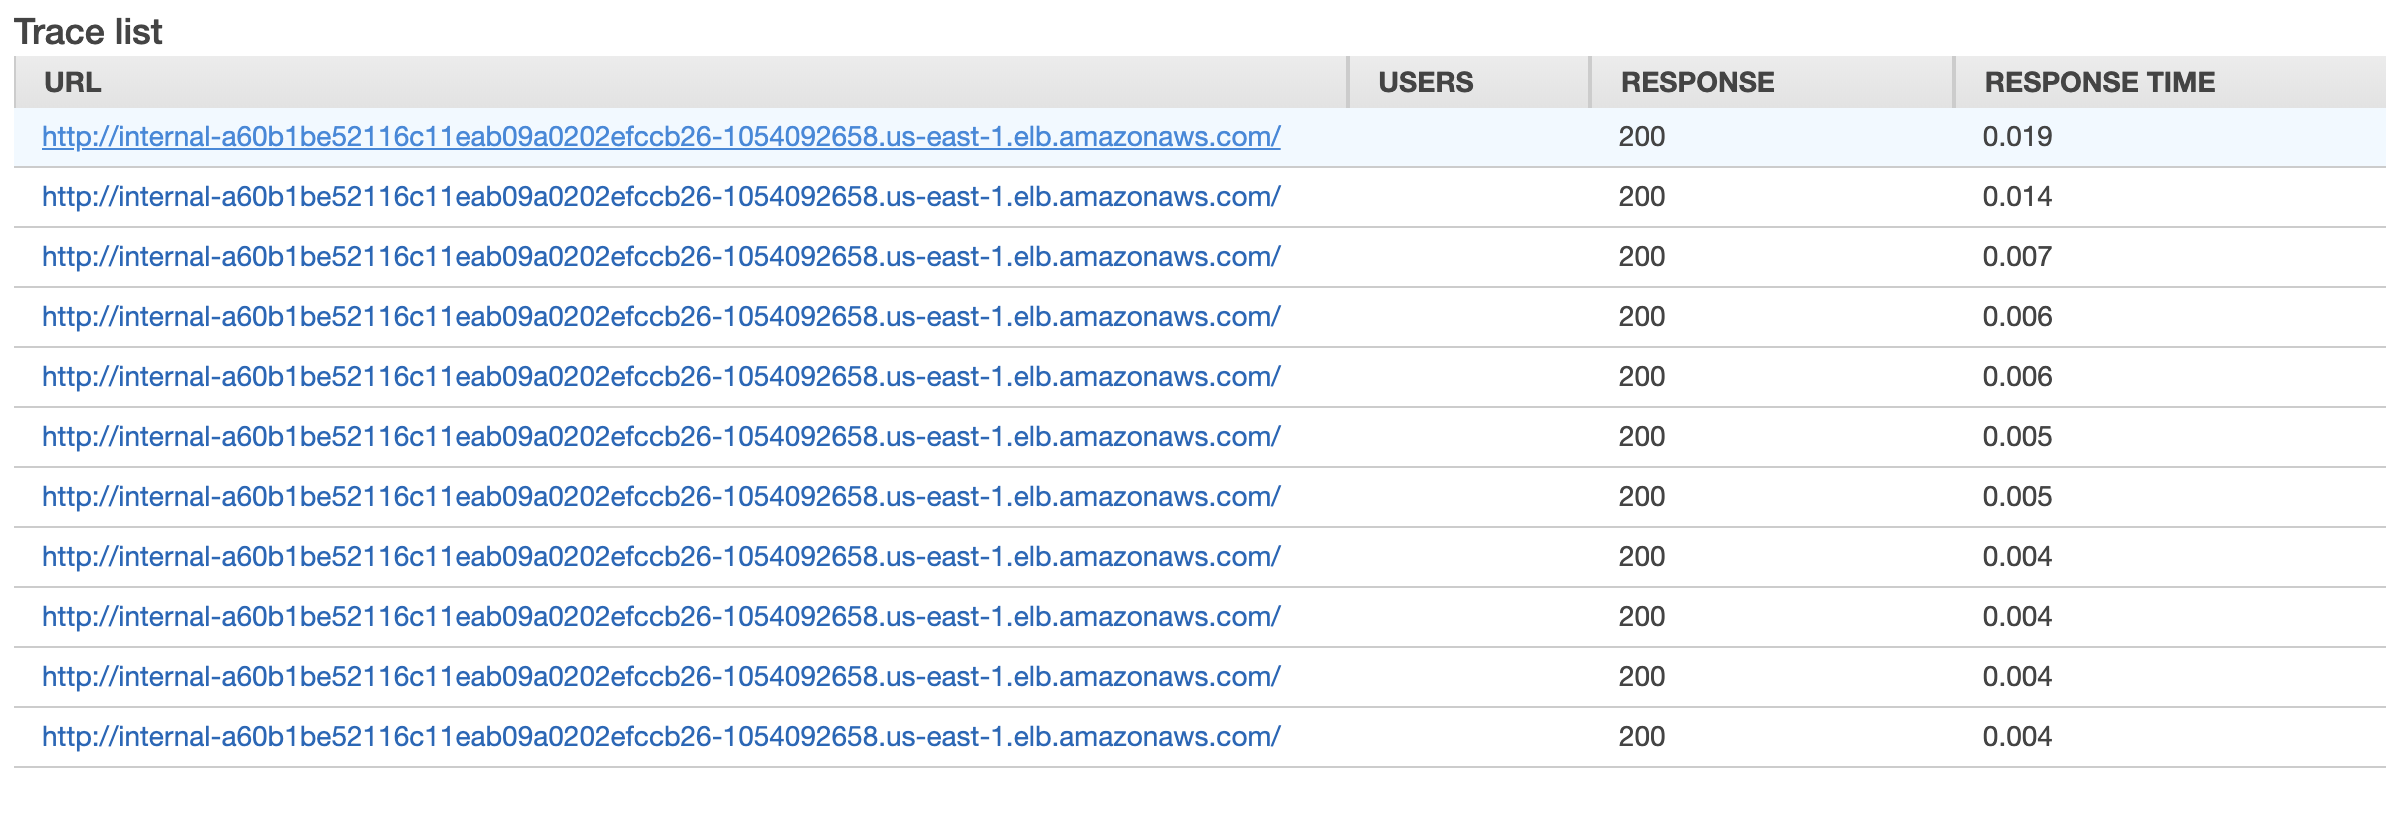 Trace list
URL USERS RESPONSE RESPONSE TIME
http://internal-a60b1be52116c11eab09a0202efccb26-1054092658.us-east-1.elb.amazonaws.com/ 200 0.019
http://internal-a60b1be52116c11eab09a0202efccb26-1054092658.us-east-1.elb.amazonaws.com/ 200 0.014
http://internal-a60b1be52116c11eab09a0202efccb26-1054092658.us-east-1.elb.amazonaws.com/ 200 0.007
http://internal-a60b1be52116c11eab09a0202efccb26-1054092658.us-east-1.elb.amazonaws.com/ 200 0.006
http://internal-a60b1be52116c11eab09a0202efccb26-1054092658.us-east-1.elb.amazonaws.com/ 200 0.006
http://internal-a60b1be52116c11eab09a0202efccb26-1054092658.us-east-1.elb.amazonaws.com/ 200 0.005
http://internal-a60b1be52116c11eab09a0202efccb26-1054092658.us-east-1.elb.amazonaws.com/ 200 0.005
http://internal-a60b1be52116c11eab09a0202efccb26-1054092658.us-east-1.elb.amazonaws.com/ 200 0.004
http://internal-a60b1be52116c11eab09a0202efccb26-1054092658.us-east-1.elb.amazonaws.com/ 200 0.004
http://internal-a60b1be52116c11eab09a0202efccb26-1054092658.us-east-1.elb.amazonaws.com/ 200 0.004
http://internal-a60b1be52116c11eab09a0202efccb26-1054092658.us-east-1.elb.amazonaws.com/ 200 0.004